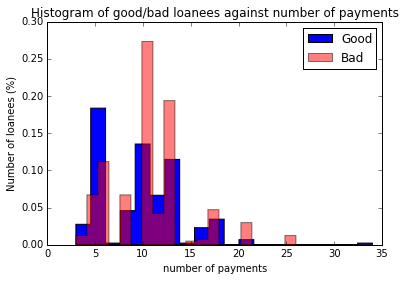 Histogram of good/bad loanees against number of payments
0.30
0.25
0.20
0.15
0.10
0.05
0.00
Number of loanees (%)
Good
Bad
0 5 10 15 20 25 30 35
number of payments